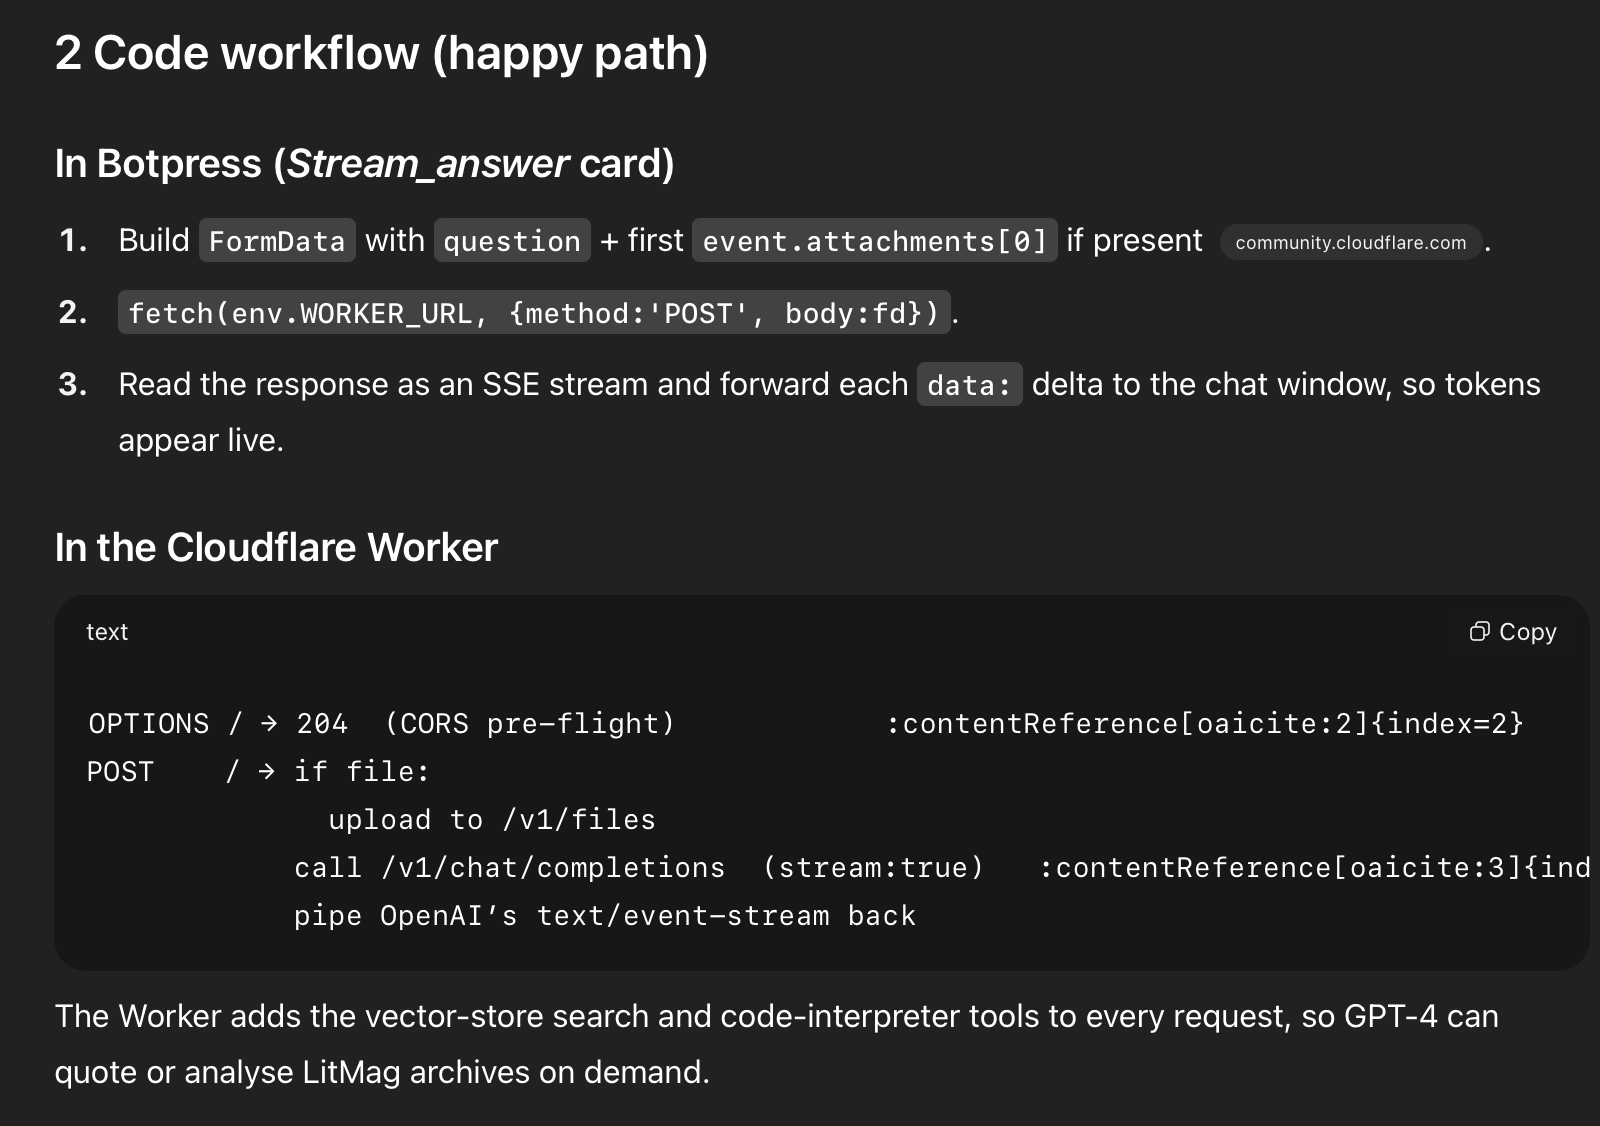 2 Code workflow (happy path)
In Botpress (Stream_answer card)
1. Build FormData with question + first event.attachments[0] if present community.cloudflare.com.
2. fetch(env.WORKER_URL, {method:'POST', body:fd}).
3. Read the response as an SSE stream and forward each data: delta to the chat window, so tokens
appear live.
In the Cloudflare Worker
text Copy
OPTIONS / → 204  (CORS pre-flight)            :contentReference[oaicite:2]{index=2}
POST    / → if file:
              upload to /v1/files
            call /v1/chat/completions  (stream:true)   :contentReference[oaicite:3]{ind
            pipe OpenAI’s text/event-stream back
The Worker adds the vector-store search and code-interpreter tools to every request, so GPT-4 can
quote or analyse LitMag archives on demand.